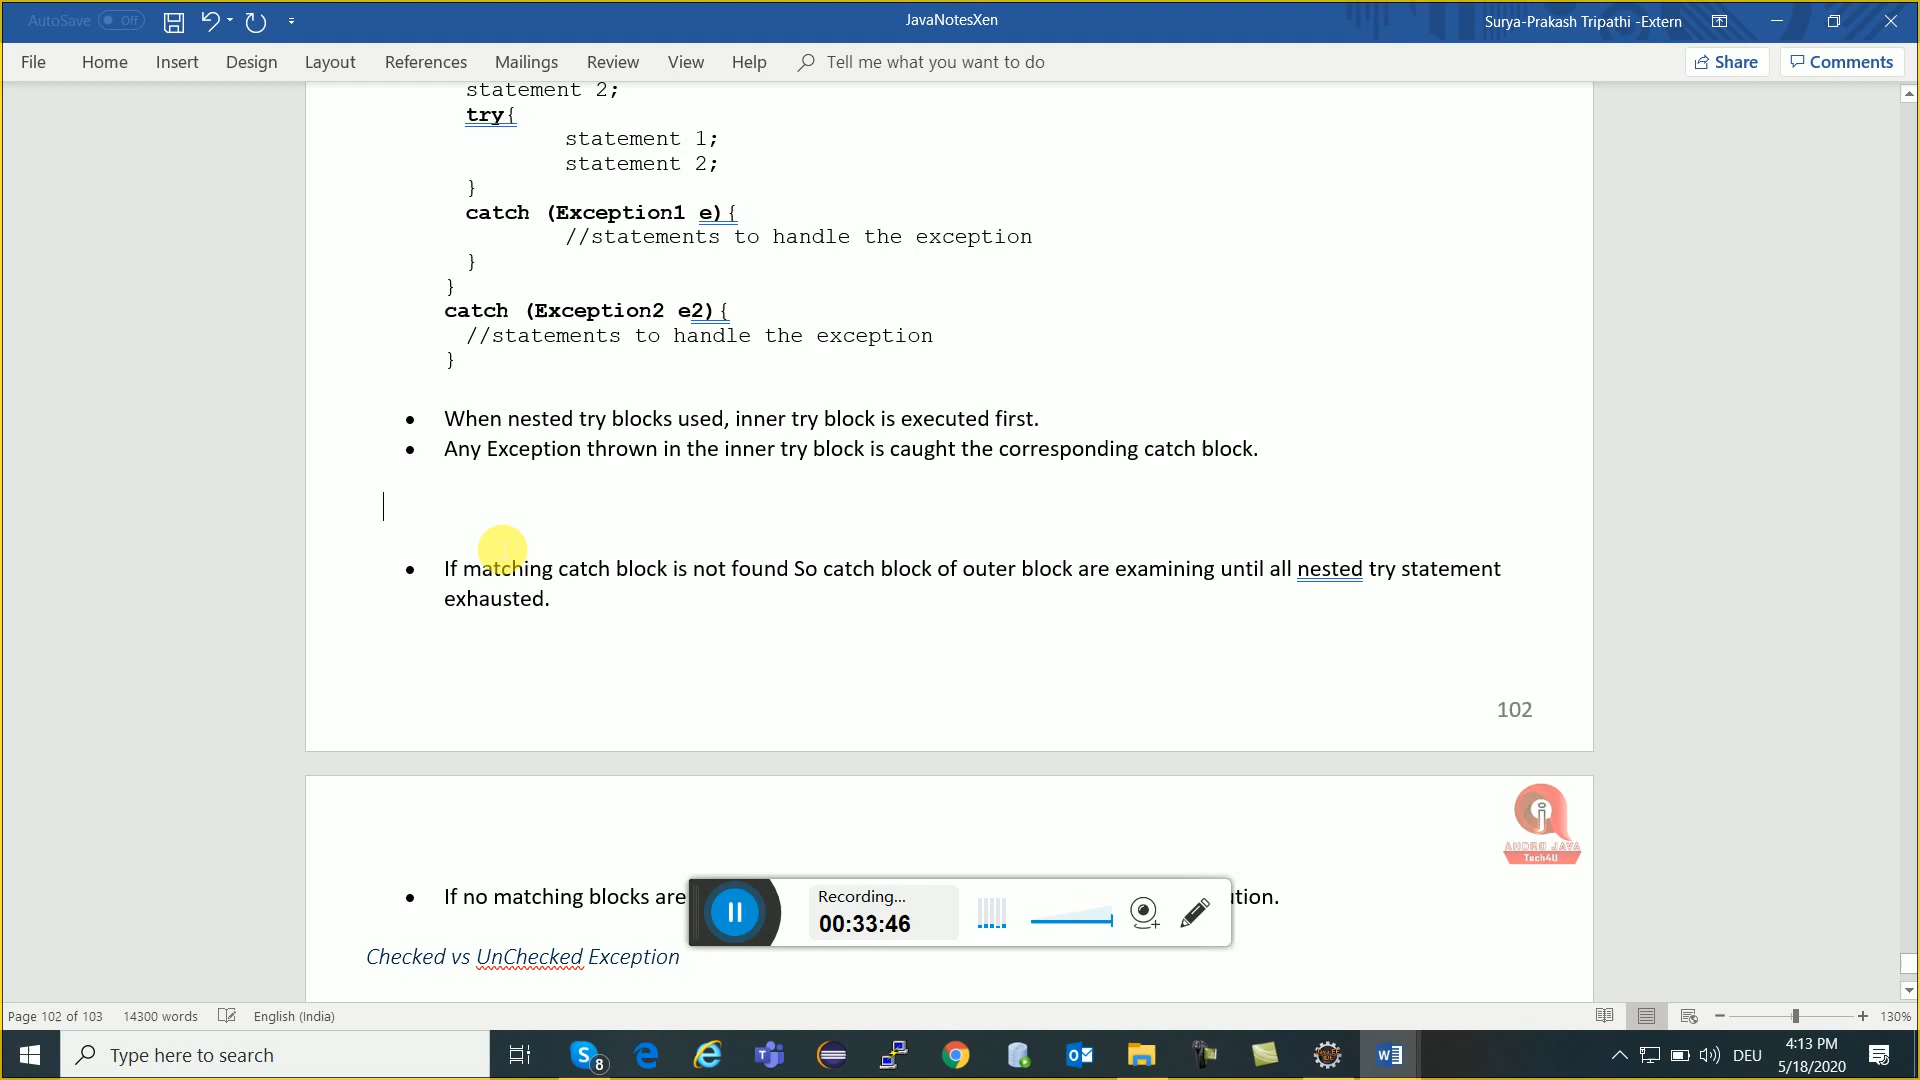 AutoSave Off
JavaNotesXen
Surya-Prakash Tripathi -Extern
File Home Insert Design Layout References Mailings Review View Help Tell me what you want to do Share Comments
statement 2;
try{
statement 1;
statement 2;
}
catch (Exception1 e){
//statements to handle the exception
}
}
catch (Exception2 e2){
//statements to handle the exception
}
• When nested try blocks used, inner try block is executed first.
• Any Exception thrown in the inner try block is caught the corresponding catch block.
• If matching catch block is not found So catch block of outer block are examining until all nested try statement
exhausted.
102
ANDRO JAVA
Tech4U
• If no matching blocks are
Recording...
00:33:46
Checked vs UnChecked Exception
Page 102 of 103 14300 words English (India) 130%
Type here to search
8
DEU
4:13 PM
5/18/2020